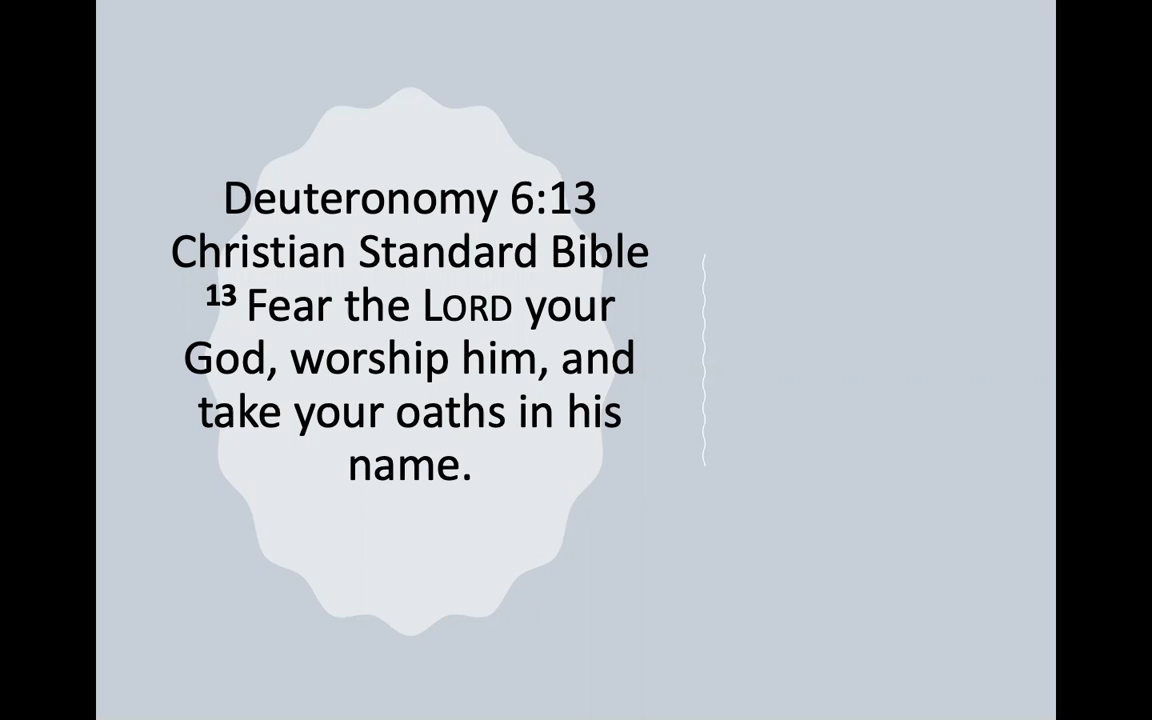 Deuteronomy 6:13
Christian Standard Bible
13 Fear the LORD your
God, worship him, and
take your oaths in his
name.